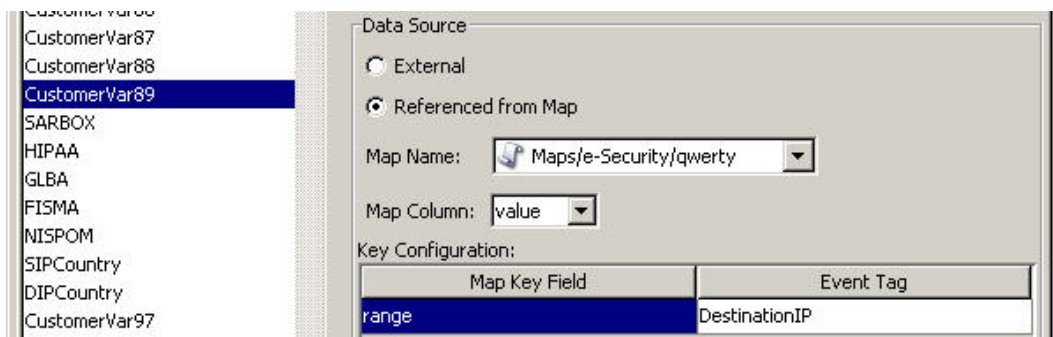 CustomerVar87
CustomerVar88
CustomerVar89
SARBOX
HIPAA
GLBA
FISMA
NISPOM
SIPCountry
DIPCountry
CustomerVar97
Data Source
External
Referenced from Map
Map Name: Maps/e-Security/qwerty
Map Column: value
Key Configuration:
Map Key Field Event Tag
range DestinationIP